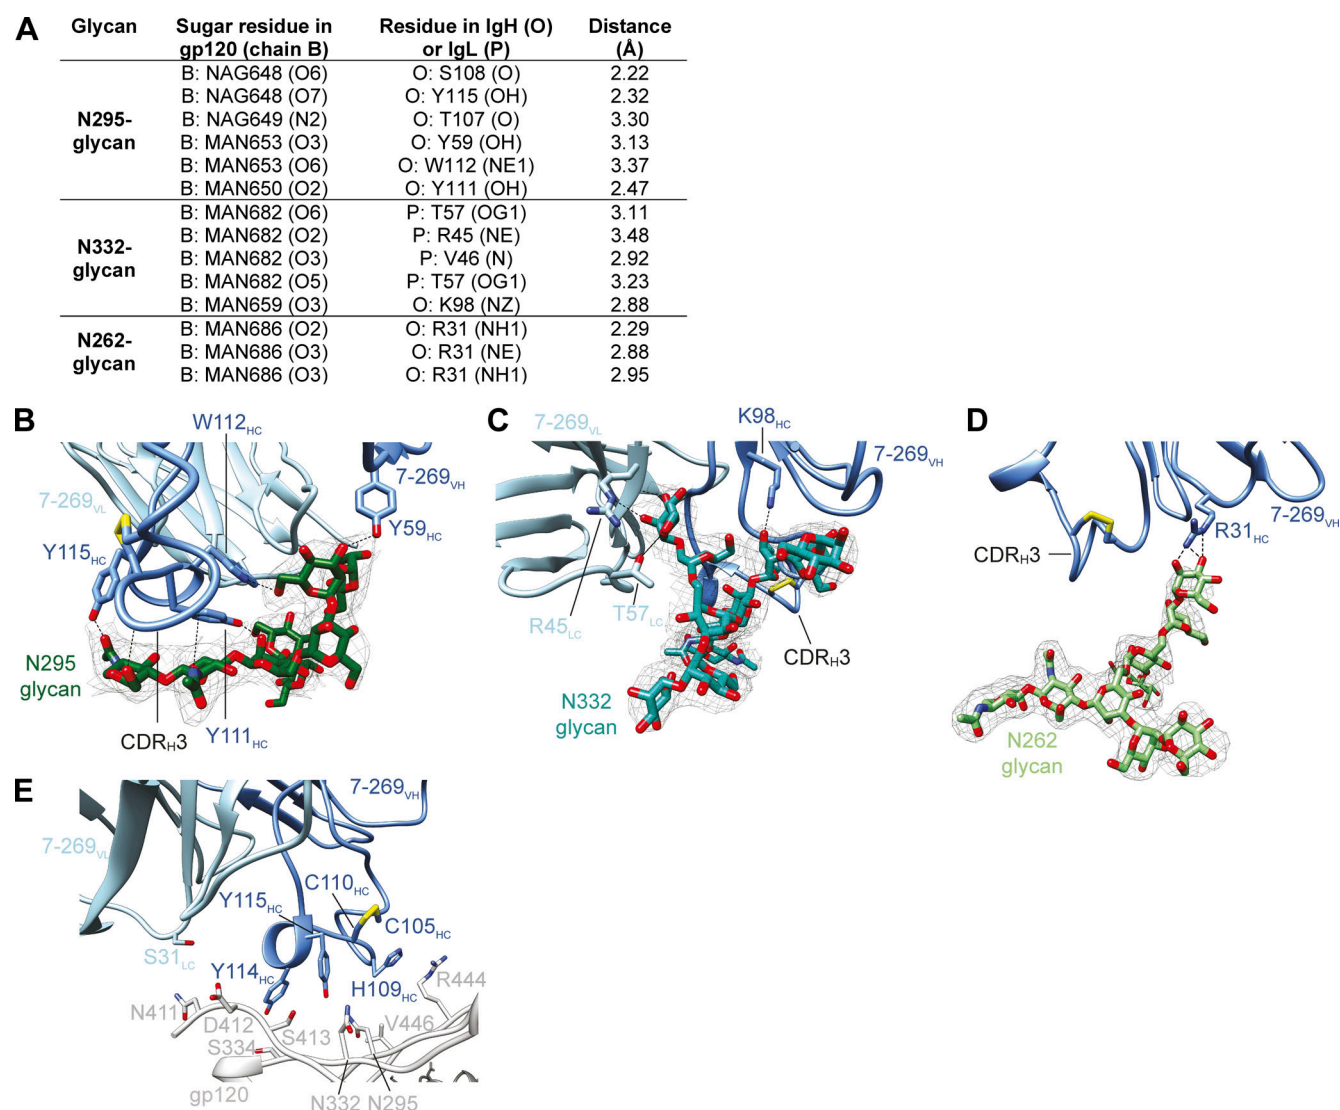 A
Glycan Sugar residue in Residue in IgH (O) Distance
gp120 (chain B) or IgL (P) (Å)
B: NAG648 (O6) O: S108 (O) 2.22
B: NAG648 (O7) O: Y115 (OH) 2.32
N295- B: NAG649 (N2) O: T107 (O) 3.30
glycan B: MAN653 (O3) O: Y59 (OH) 3.13
B: MAN653 (O6) O: W112 (NE1) 3.37
B: MAN650 (O2) O: Y111 (OH) 2.47
B: MAN682 (O6) P: T57 (OG1) 3.11
N332- B: MAN682 (O2) P: R45 (NE) 3.48
glycan B: MAN682 (O3) P: V46 (N) 2.92
B: MAN682 (O5) P: T57 (OG1) 3.23
B: MAN659 (O3) O: K98 (NZ) 2.88
N262- B: MAN686 (O2) O: R31 (NH1) 2.29
glycan B: MAN686 (O3) O: R31 (NE) 2.88
B: MAN686 (O3) O: R31 (NH1) 2.95
B
W112HC
7-269VH
7-269VL
Y115HC
Y59HC
N295
glycan
CDRH3
Y111HC
C
K98HC
7-269VL
7-269VH
R45LC
T57LC
CDRH3
N332
glycan
D
R31HC
7-269VH
CDRH3
N262
glycan
E
7-269VH
7-269VL
C110HC
Y115HC
C105HC
S31LC
Y114HC
H109HC
R444
N411
D412
S413
V446
S334
gp120
N332 N295